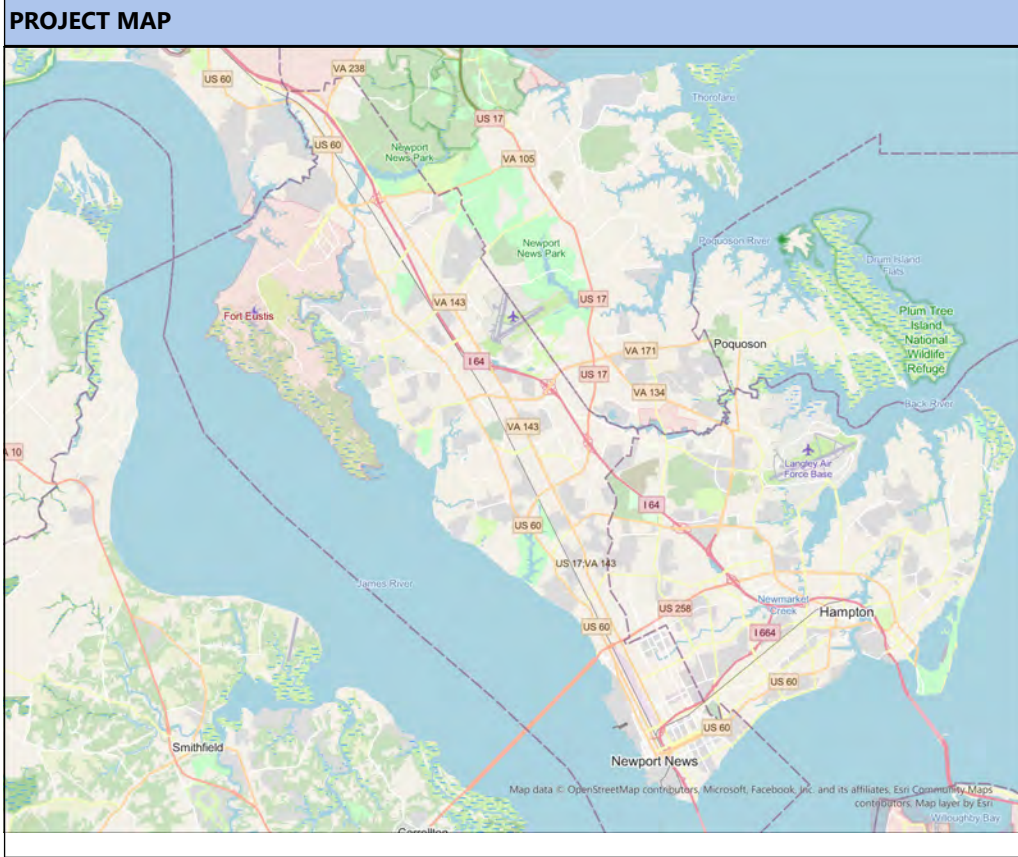 PROJECT MAP
US 60
VA 238
Thorofare
US 17
US 60
Newport
News Park
VA 105
Poquoson River
Newport
News Park
Drum Island
Flats
US 17
VA 143
Fort Eustis
Plum Tree
Island
National
Wildlife
Refuge
Poquoson
VA 171
I 64
US 17
VA 134
Back River
VA 143
A 10
Langley Air
Force Base
I 64
US 60
US 17;VA 143
James River
Newmarket
Creek
US 258
Hampton
US 60
I 664
US 60
US 60
Smithfield
Newport News
Map data © OpenStreetMap contributors, Microsoft, Facebook, Inc. and its affiliates, Esri Community Maps
contributors, Map layer by Esri
Willoughby Bay
Carrollton